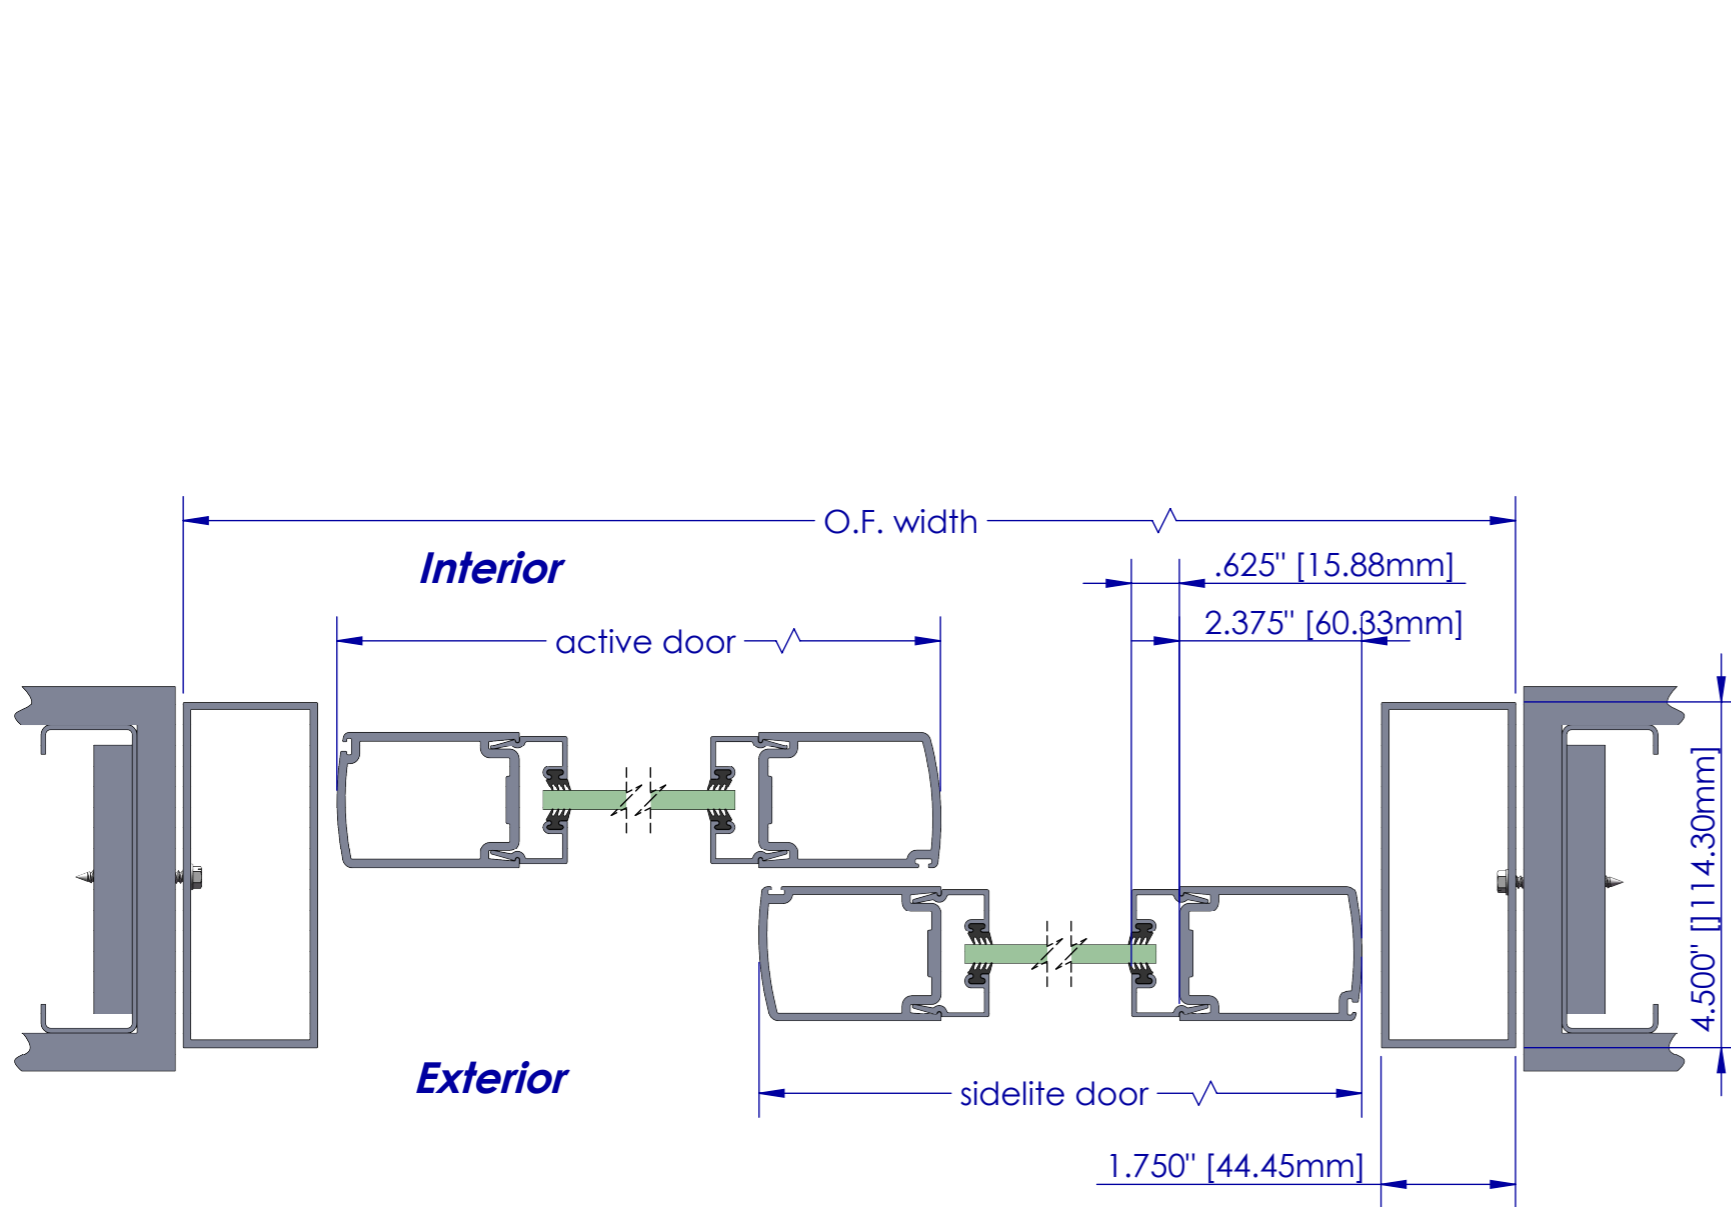 O.F. width
Interior
.625" [15.88mm]
2.375" [60.33mm]
active door
4.500" []114.30mm]
Exterior
sidelite door
1.750" [44.45mm]